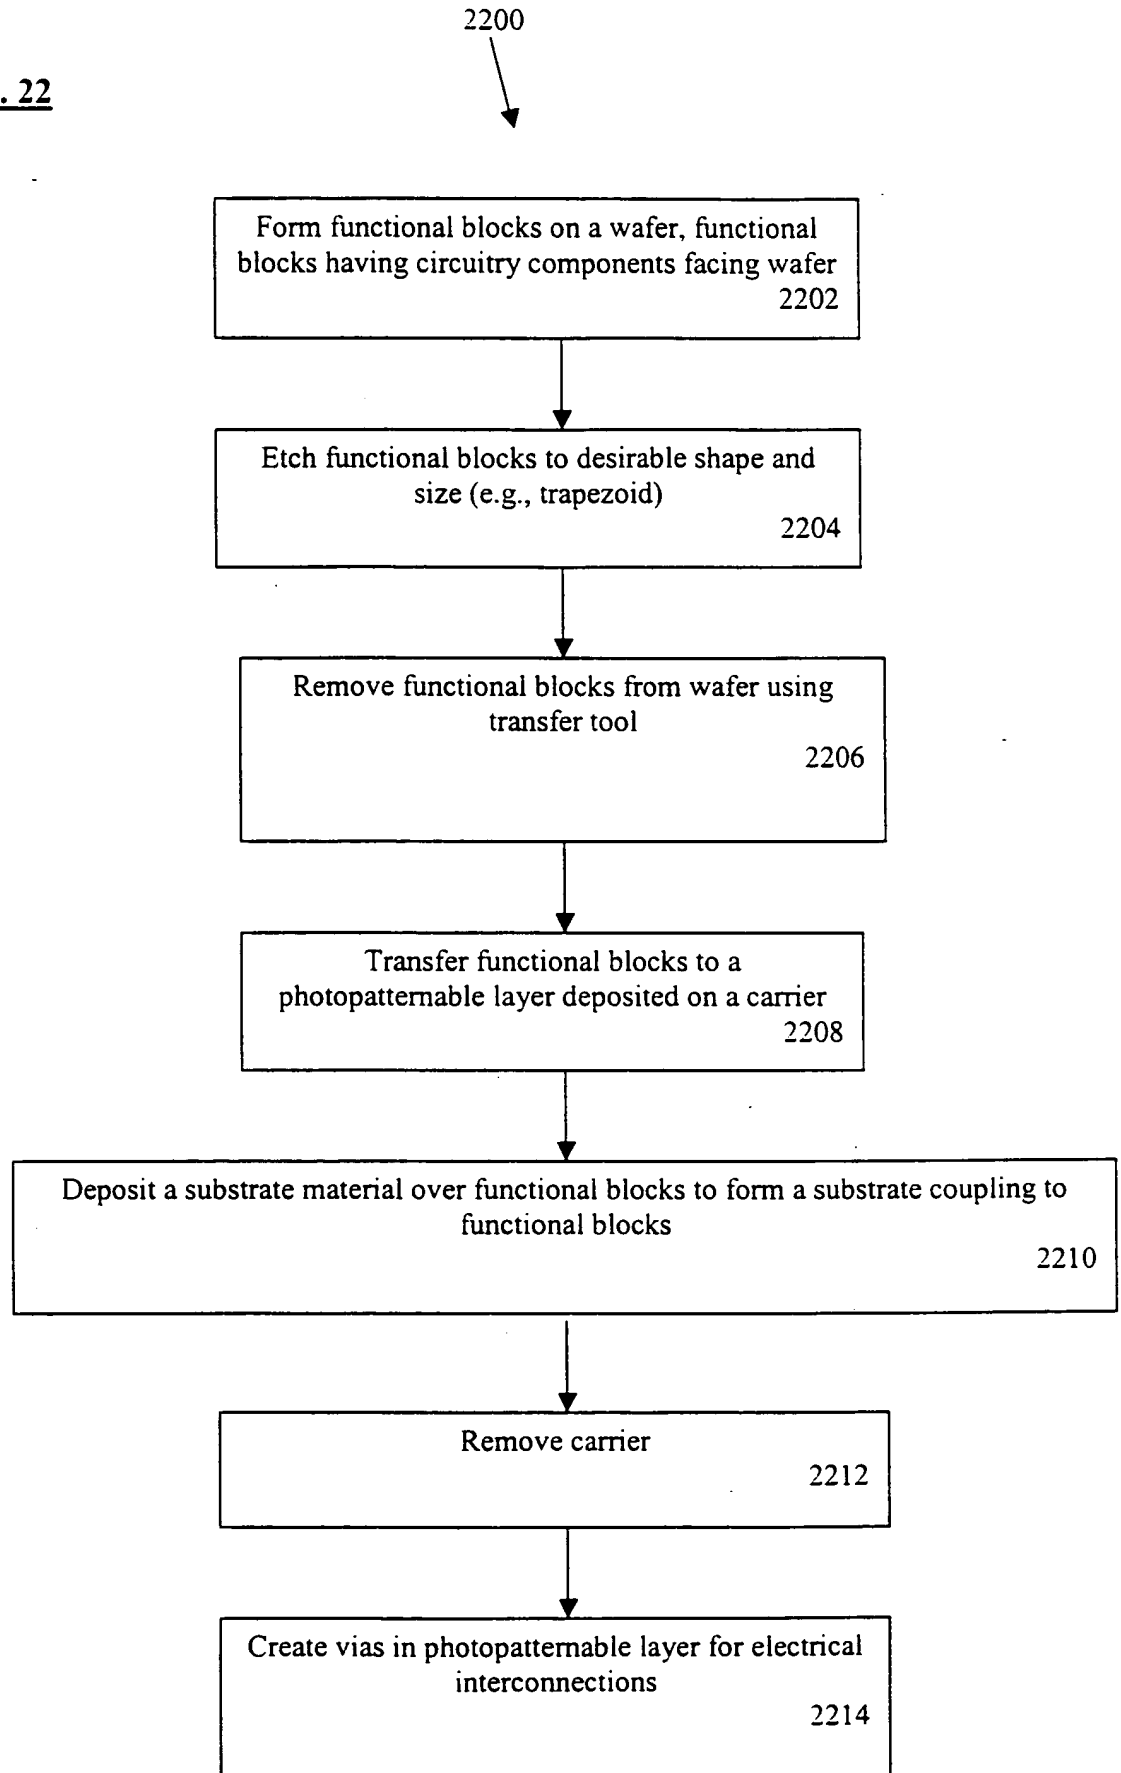 2200
. 22
Form functional blocks on a wafer, functional
blocks having circuitry components facing wafer
2202
Etch functional blocks to desirable shape and
size (e.g., trapezoid)
2204
Remove functional blocks from wafer using
transfer tool
2206
Transfer functional blocks to a
photopatternable layer deposited on a carrier
2208
Deposit a substrate material over functional blocks to form a substrate coupling to
functional blocks
2210
Remove carrier
2212
Create vias in photopatternable layer for electrical
interconnections
2214